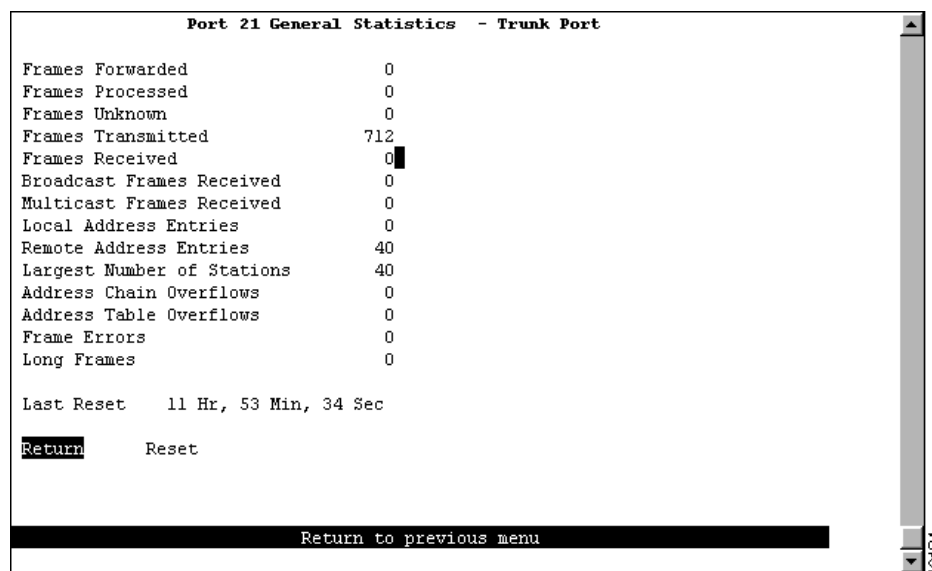 Port 21 General Statistics - Trunk Port
Frames Forwarded 0
Frames Processed 0
Frames Unknown 0
Frames Transmitted 712
Frames Received 0
Broadcast Frames Received 0
Multicast Frames Received 0
Local Address Entries 0
Remote Address Entries 40
Largest Number of Stations 40
Address Chain Overflows 0
Address Table Overflows 0
Frame Errors 0
Long Frames 0
Last Reset 11 Hr, 53 Min, 34 Sec
Return Reset
Return to previous menu